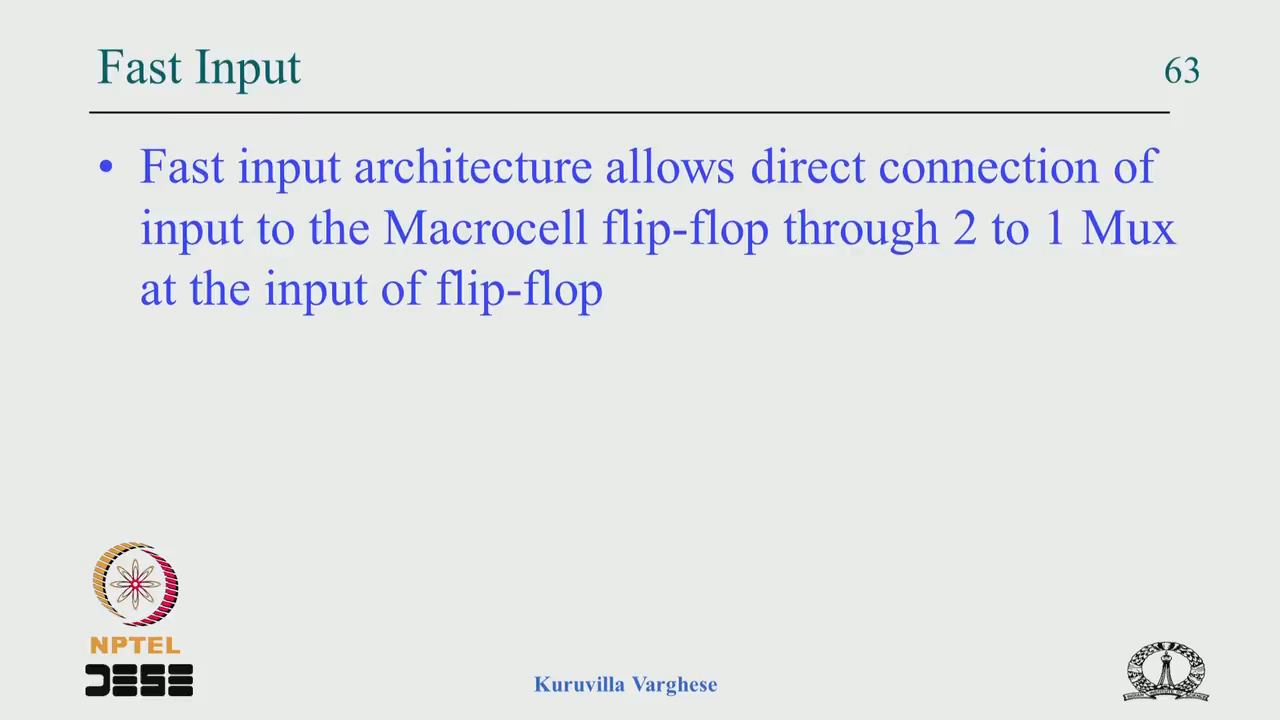 Fast Input
63
• Fast input architecture allows direct connection of
input to the Macrocell flip-flop through 2 to 1 Mux
at the input of flip-flop
NPTEL
DESE
Kuruvilla Varghese